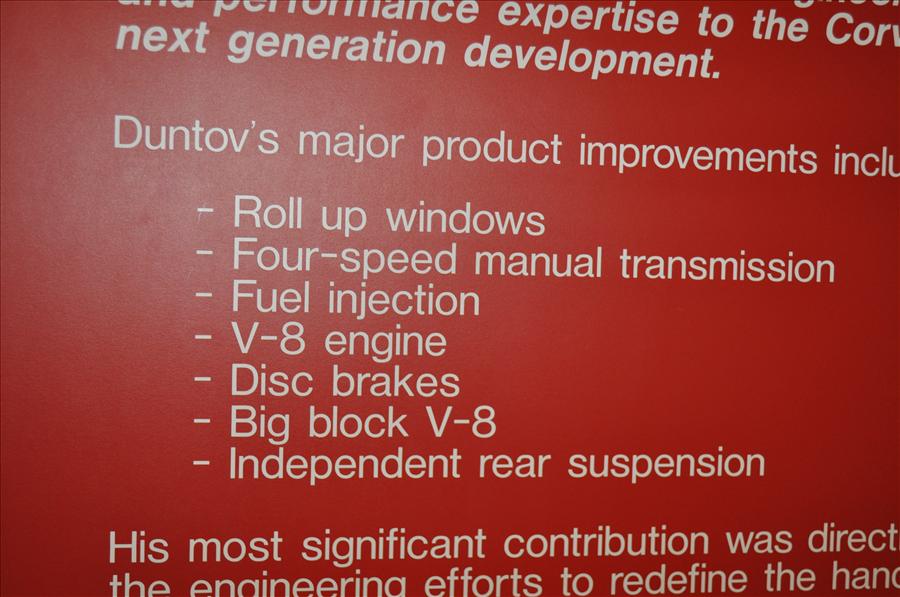 and performance expertise to the Corv
next generation development.
Duntov's major product improvements inclu
- Roll up windows
- Four-speed manual transmission
- Fuel injection
- V-8 engine
- Disc brakes
- Big block V-8
- Independent rear suspension
His most significant contribution was direct
the engineering efforts to redefine the hand